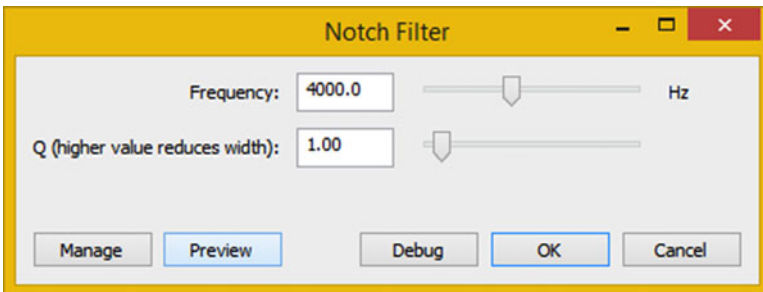 Notch Filter
Frequency: 4000.0 Hz
Q (higher value reduces width): 1.00
Manage Preview Debug OK Cancel